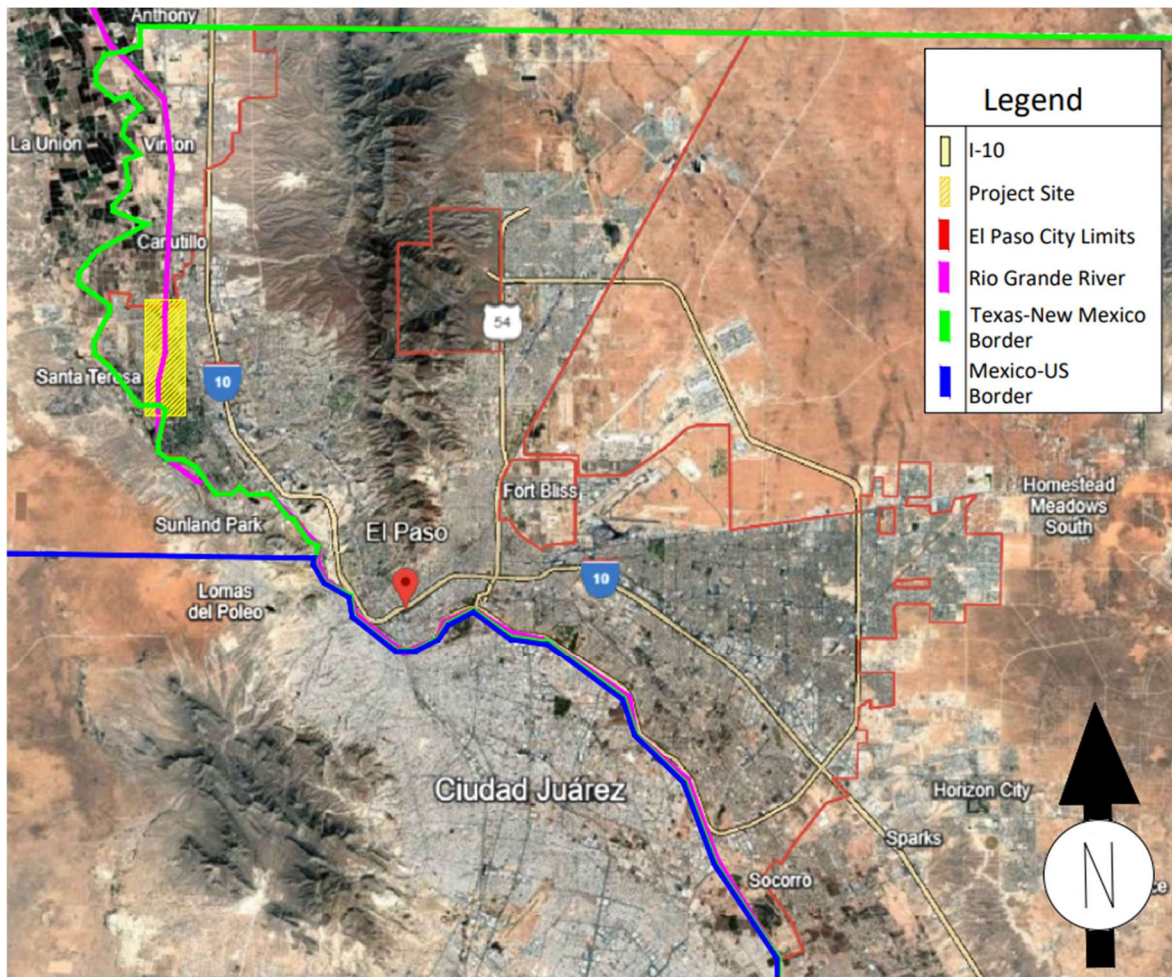 Anthony
Legend
La Union
Vinton
I-10
Project Site
Canutillo
El Paso City Limits
Rio Grande River
54
Texas-New Mexico
Border
Santa Teresa
10
Mexico-US
Border
Fort Bliss
Homestead
Meadows
South
Sunland Park
El Paso
Lomas
del Poleo
10
Ciudad Juárez
Horizon City
Sparks
Socorro
N
ce